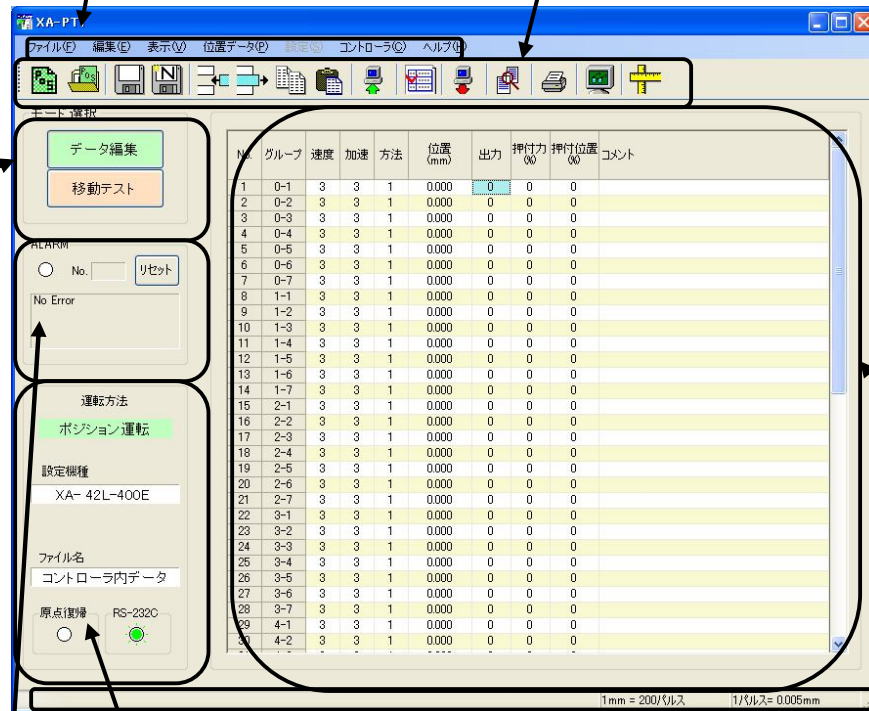 XA-PT
ファイル(F) 編集(E) 表示(V) 位置データ(P) 設定(S) コントローラ(C) ヘルプ(H)
モード選択
データ編集
移動テスト
ALARM
No. リセット
No Error
運転方法
ポジション運転
設定機種
XA- 42L-400E
ファイル名
コントローラ内データ
原点復帰 RS-232C
No. グループ 速度 加速 方法 位置(mm) 出力 押付力(%) 押付位置(%) コメント
1 0-1 3 3 1 0.000 0 0 0
2 0-2 3 3 1 0.000 0 0 0
3 0-3 3 3 1 0.000 0 0 0
4 0-4 3 3 1 0.000 0 0 0
5 0-5 3 3 1 0.000 0 0 0
6 0-6 3 3 1 0.000 0 0 0
7 0-7 3 3 1 0.000 0 0 0
8 1-1 3 3 1 0.000 0 0 0
9 1-2 3 3 1 0.000 0 0 0
10 1-3 3 3 1 0.000 0 0 0
11 1-4 3 3 1 0.000 0 0 0
12 1-5 3 3 1 0.000 0 0 0
13 1-6 3 3 1 0.000 0 0 0
14 1-7 3 3 1 0.000 0 0 0
15 2-1 3 3 1 0.000 0 0 0
16 2-2 3 3 1 0.000 0 0 0
17 2-3 3 3 1 0.000 0 0 0
18 2-4 3 3 1 0.000 0 0 0
19 2-5 3 3 1 0.000 0 0 0
20 2-6 3 3 1 0.000 0 0 0
21 2-7 3 3 1 0.000 0 0 0
22 3-1 3 3 1 0.000 0 0 0
23 3-2 3 3 1 0.000 0 0 0
24 3-3 3 3 1 0.000 0 0 0
25 3-4 3 3 1 0.000 0 0 0
26 3-5 3 3 1 0.000 0 0 0
27 3-6 3 3 1 0.000 0 0 0
28 3-7 3 3 1 0.000 0 0 0
29 4-1 3 3 1 0.000 0 0 0
30 4-2 3 3 1 0.000 0 0 0
1mm = 200パルス 1パルス= 0.005mm